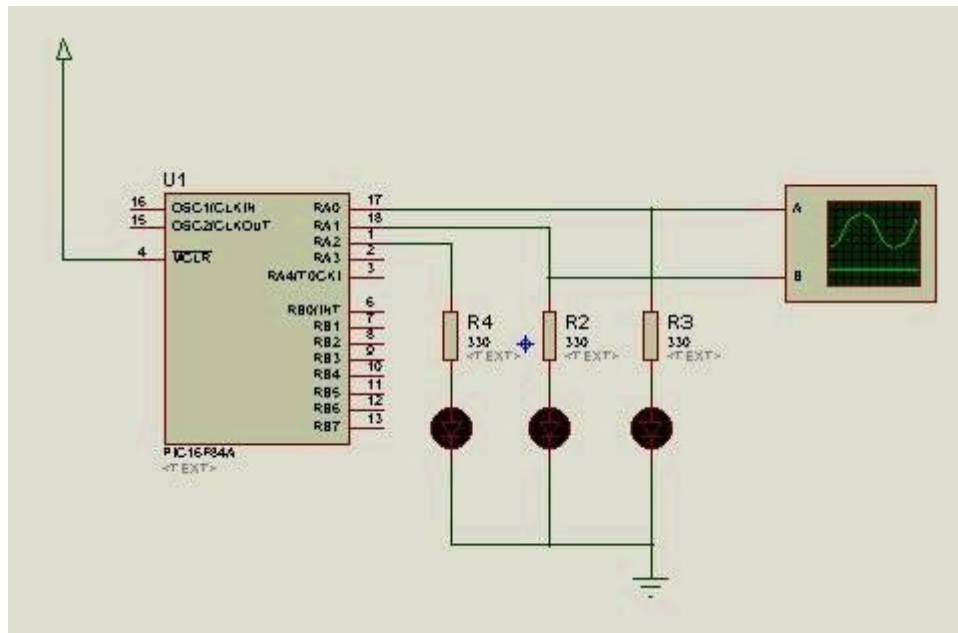 U1
16 OSC1/CLKIN
15 OSC2/CLKOUT
4 MCLR
RA0 17
RA1 18
RA2 1
RA3 2
RA4/T0CKI 3
RB0/INT 6
RB1 7
RB2 8
RB3 9
RB4 10
RB5 11
RB6 12
RB7 13
PIC16F84A
<TEXT>
R4
330
<TEXT>
R2
330
<TEXT>
R3
330
<TEXT>
A
B